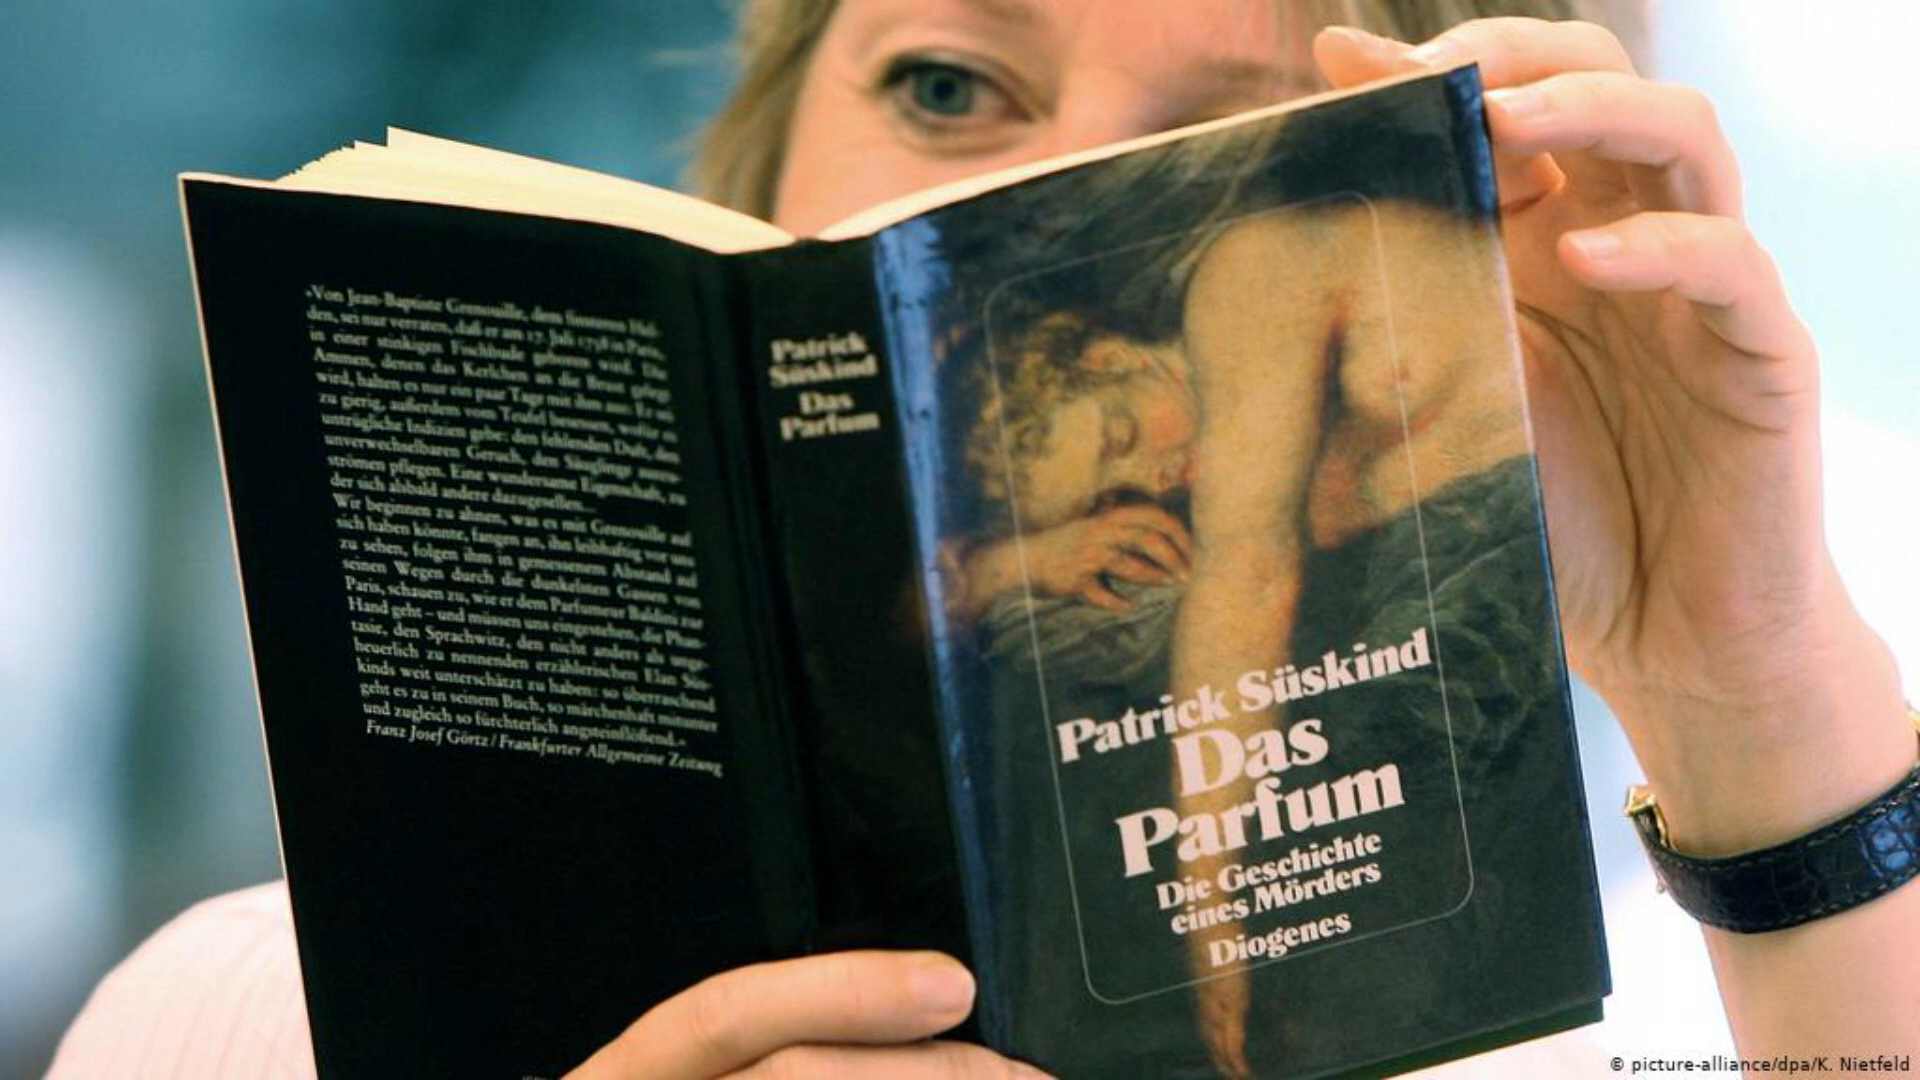 »Von Jean-Baptiste Grenouille, dem finsteren Hel-
den, sei nur verraten, daß er am 17. Juli 1738 in Paris,
in einer stinkigen Fischbude geboren wird. Die
Ammen, denen das Kerlchen an die Brust gelegt
wird, halten es nur ein paar Tage mit ihm aus: Er sei
zu gierig, außerdem vom Teufel besessen, wofür es
untrügliche Indizien gebe: den fehlenden Duft, den
unverwechselbaren Geruch, den Säuglinge auszu-
strömen pflegen. Eine wundersame Eigenschaft, zu
der sich alsbald andere dazugesellen...
Wir beginnen zu ahnen, was es mit Grenouille auf
sich haben könnte, fangen an, ihn leibhaftig vor uns
zu sehen, folgen ihm in gemessenem Abstand auf
seinen Wegen durch die dunkelsten Gassen von
Paris, schauen zu, wie er dem Parfumeur Baldini zur
Hand geht – und müssen uns eingestehen, die Phan-
tasie, den Sprachwitz, den nicht anders als unge-
heuerlich zu nennenden erzählerischen Elan Süs-
kinds weit unterschätzt zu haben: so überraschend
geht es zu in seinem Buch, so märchenhaft mitunter
und zugleich so fürchterlich angsteinflößend.«
Franz Josef Görtz / Frankfurter Allgemeine Zeitung
Patrick
Süskind
Das
Parfum
Patrick Süskind
Das
Parfum
Die Geschichte
eines Mörders
Diogenes
© picture-alliance/dpa/K. Nietfeld